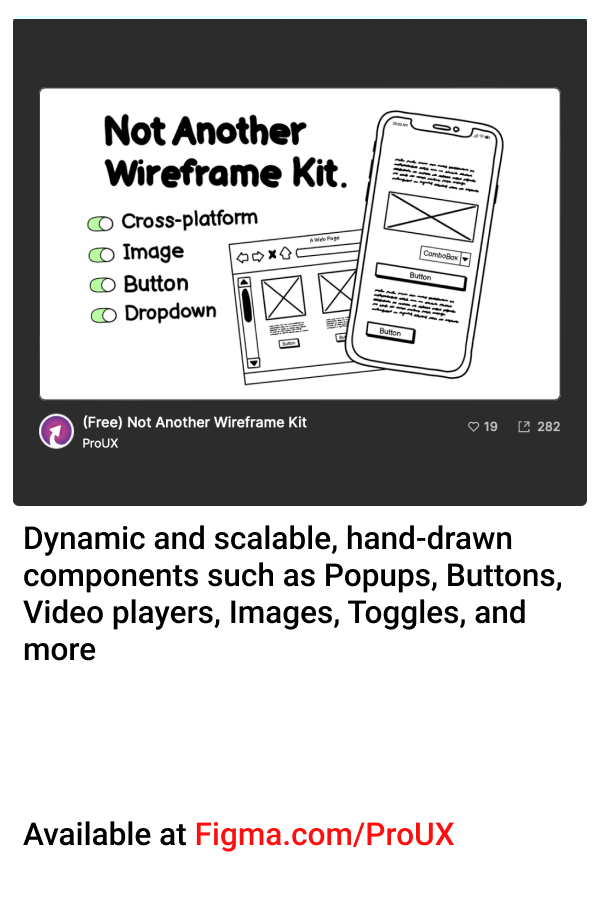 Not Another
Wireframe Kit.
Cross-platform
Image
Button
Dropdown
A Web Page
Button
ComboBox
Button
Button
(Free) Not Another Wireframe Kit
ProUX
19
282
Dynamic and scalable, hand-drawn
components such as Popups, Buttons,
Video players, Images, Toggles, and
more
Available at Figma.com/ProUX